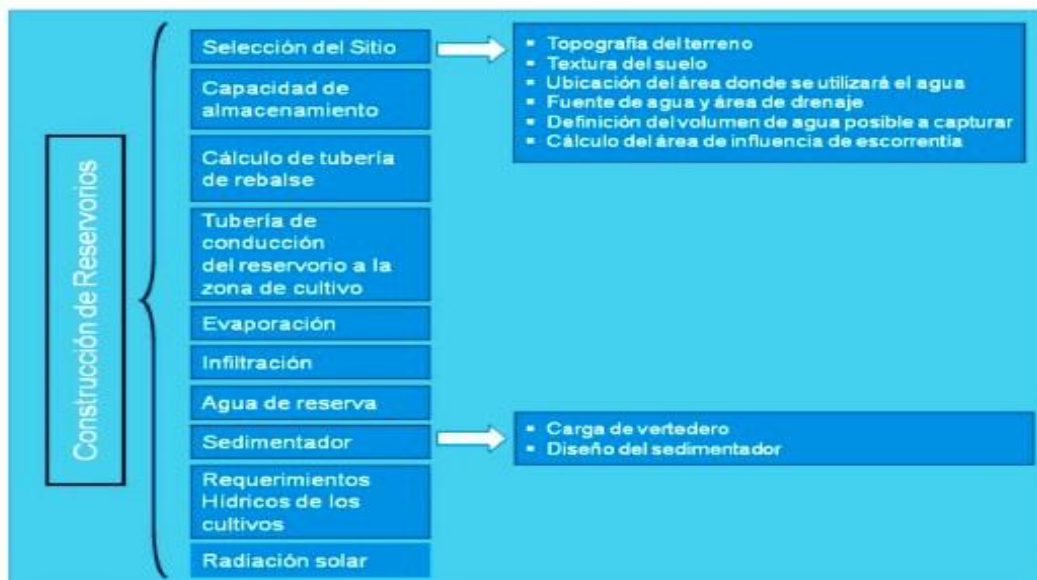 Construcción de Reservorios
Selección del Sitio
▪ Topografía del terreno
▪ Textura del suelo
▪ Ubicación del área donde se utilizará el agua
▪ Fuente de agua y área de drenaje
▪ Definición del volumen de agua posible a capturar
▪ Cálculo del área de influencia de escorrentía
Capacidad de
almacenamiento
Cálculo de tubería
de rebalse
Tubería de
conducción
del reservorio a la
zona de cultivo
Evaporación
Infiltración
Agua de reserva
Sedimentador
▪ Carga de vertedero
▪ Diseño del sedimentador
Requerimientos
Hídricos de los
cultivos
Radiación solar